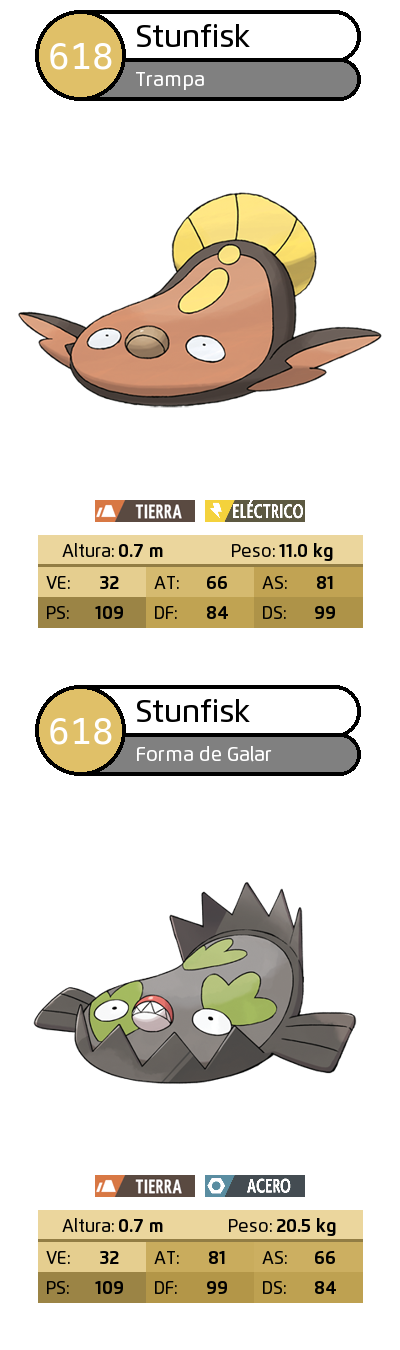 618
Stunfisk
Trampa
TIERRA ELÉCTRICO
Altura: 0.7 m Peso: 11.0 kg
VE: 32 AT: 66 AS: 81
PS: 109 DF: 84 DS: 99
618
Stunfisk
Forma de Galar
TIERRA ACERO
Altura: 0.7 m Peso: 20.5 kg
VE: 32 AT: 81 AS: 66
PS: 109 DF: 99 DS: 84